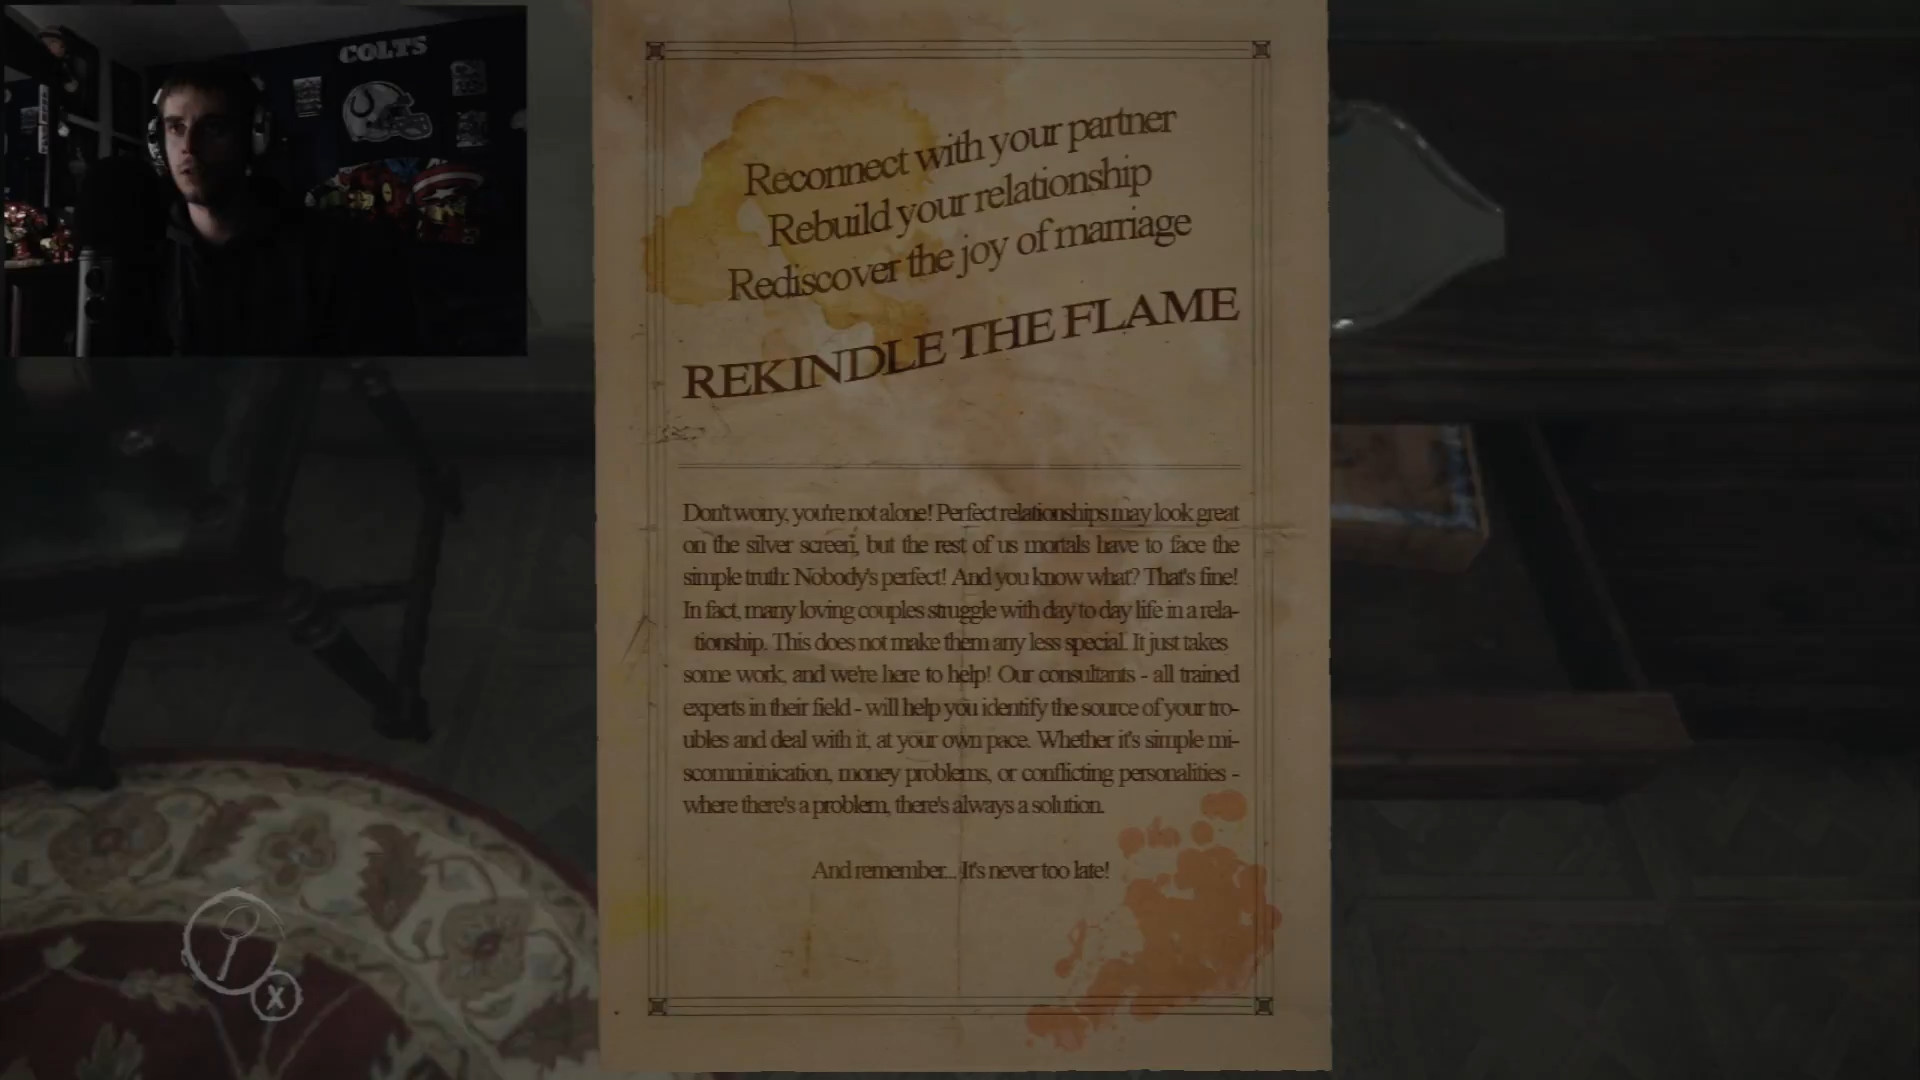 COLTS
Reconnect with your partner
Rebuild your relationship
Rediscover the joy of marriage
REKINDLE THE FLAME
Don't worry, you're not alone! Perfect relationships may look great
on the silver screen, but the rest of us mortals have to face the
simple truth: Nobody's perfect! And you know what? That's fine!
In fact, many loving couples struggle with day to day life in a rela-
tionship. This does not make them any less special. It just takes
some work, and we're here to help! Our consultants - all trained
experts in their field - will help you identify the source of your tro-
ubles and deal with it, at your own pace. Whether it's simple mi-
scommunication, money problems, or conflicting personalities -
where there's a problem, there's always a solution.
And remember... It's never too late!
X